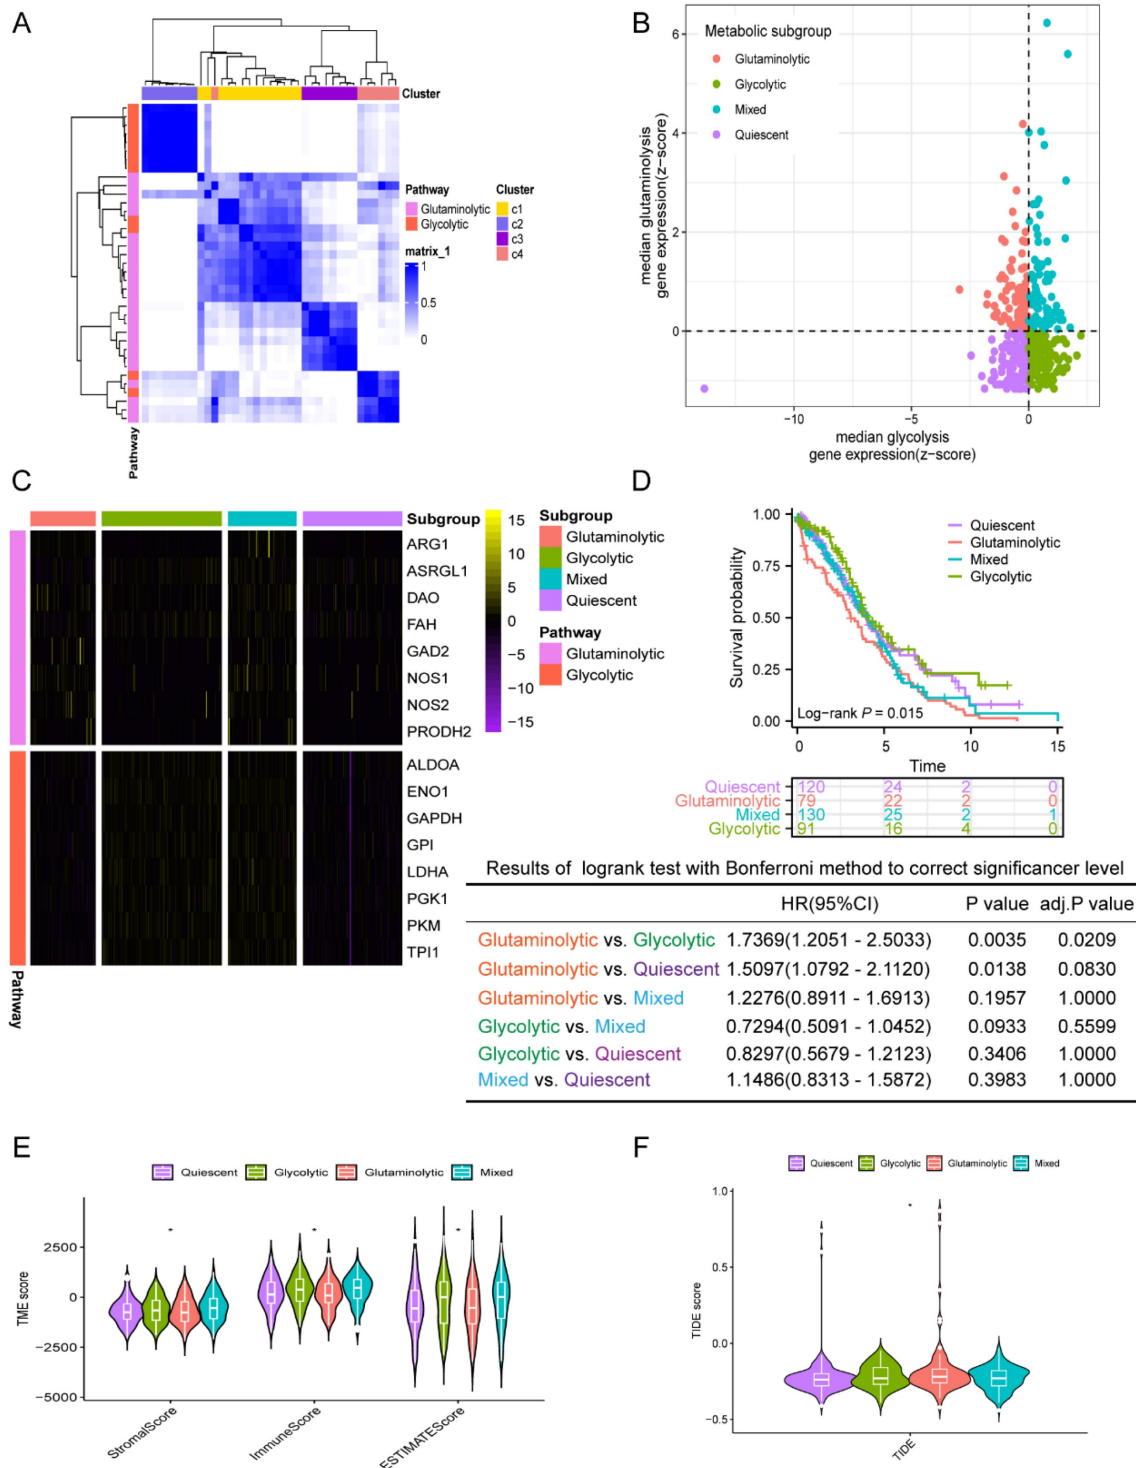 A
Cluster
Pathway
Glutaminolytic
Glycolytic
matrix_1
1
0.5
0
Cluster
c1
c2
c3
c4
Pathway
B
Metabolic subgroup
Glutaminolytic
Glycolytic
Mixed
Quiescent
median glutaminolysis
gene expression(z−score)
6
4
2
0
−10
−5
0
median glycolysis
gene expression(z−score)
C
Subgroup
ARG1
ASRGL1
DAO
FAH
GAD2
NOS1
NOS2
PRODH2
ALDOA
ENO1
GAPDH
GPI
LDHA
PGK1
PKM
TPI1
Pathway
15
10
5
0
−5
−10
−15
Subgroup
Glutaminolytic
Glycolytic
Mixed
Quiescent
Pathway
Glutaminolytic
Glycolytic
D
Survival probability
1.00
0.75
0.50
0.25
0.00
Quiescent
Glutaminolytic
Mixed
Glycolytic
Log−rank P = 0.015
0 5 10 15
Time
Quiescent 120 24 2 0
Glutaminolytic 79 22 2 0
Mixed 130 25 2 1
Glycolytic 91 16 4 0
Results of logrank test with Bonferroni method to correct significancer level
HR(95%CI) P value adj.P value
Glutaminolytic vs. Glycolytic 1.7369(1.2051 - 2.5033) 0.0035 0.0209
Glutaminolytic vs. Quiescent 1.5097(1.0792 - 2.1120) 0.0138 0.0830
Glutaminolytic vs. Mixed 1.2276(0.8911 - 1.6913) 0.1957 1.0000
Glycolytic vs. Mixed 0.7294(0.5091 - 1.0452) 0.0933 0.5599
Glycolytic vs. Quiescent 0.8297(0.5679 - 1.2123) 0.3406 1.0000
Mixed vs. Quiescent 1.1486(0.8313 - 1.5872) 0.3983 1.0000
E
Quiescent Glycolytic Glutaminolytic Mixed
TME score
2500
0
−2500
−5000
* * *
StromalScore
ImmuneScore
ESTIMATEScore
F
Quiescent Glycolytic Glutaminolytic Mixed
TIDE score
1.0
0.5
0.0
−0.5
*
TIDE